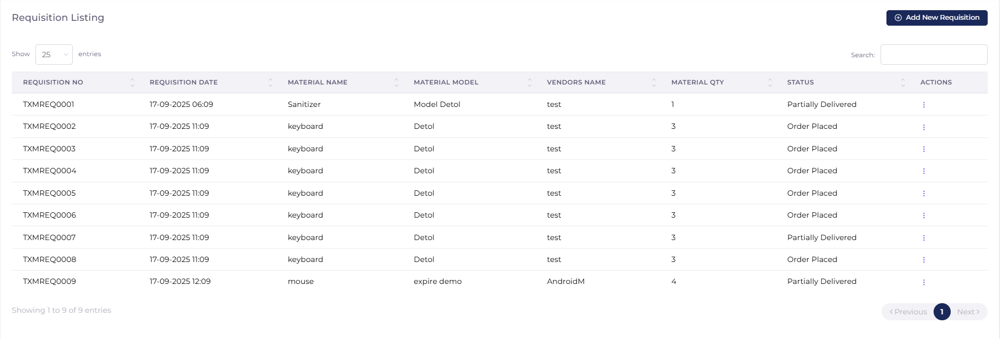 Requisition Listing
Add New Requisition
Show 25 entries
Search:
REQUISITION NO REQUISITION DATE MATERIAL NAME MATERIAL MODEL VENDORS NAME MATERIAL QTY STATUS ACTIONS
TXMREQ0001 17-09-2025 06:09 Sanitizer Model Detol test 1 Partially Delivered
TXMREQ0002 17-09-2025 11:09 keyboard Detol test 3 Order Placed
TXMREQ0003 17-09-2025 11:09 keyboard Detol test 3 Order Placed
TXMREQ0004 17-09-2025 11:09 keyboard Detol test 3 Order Placed
TXMREQ0005 17-09-2025 11:09 keyboard Detol test 3 Order Placed
TXMREQ0006 17-09-2025 11:09 keyboard Detol test 3 Order Placed
TXMREQ0007 17-09-2025 11:09 keyboard Detol test 3 Partially Delivered
TXMREQ0008 17-09-2025 11:09 keyboard Detol test 3 Order Placed
TXMREQ0009 17-09-2025 12:09 mouse expire demo AndroidM 4 Partially Delivered
Showing 1 to 9 of 9 entries
Previous 1 Next